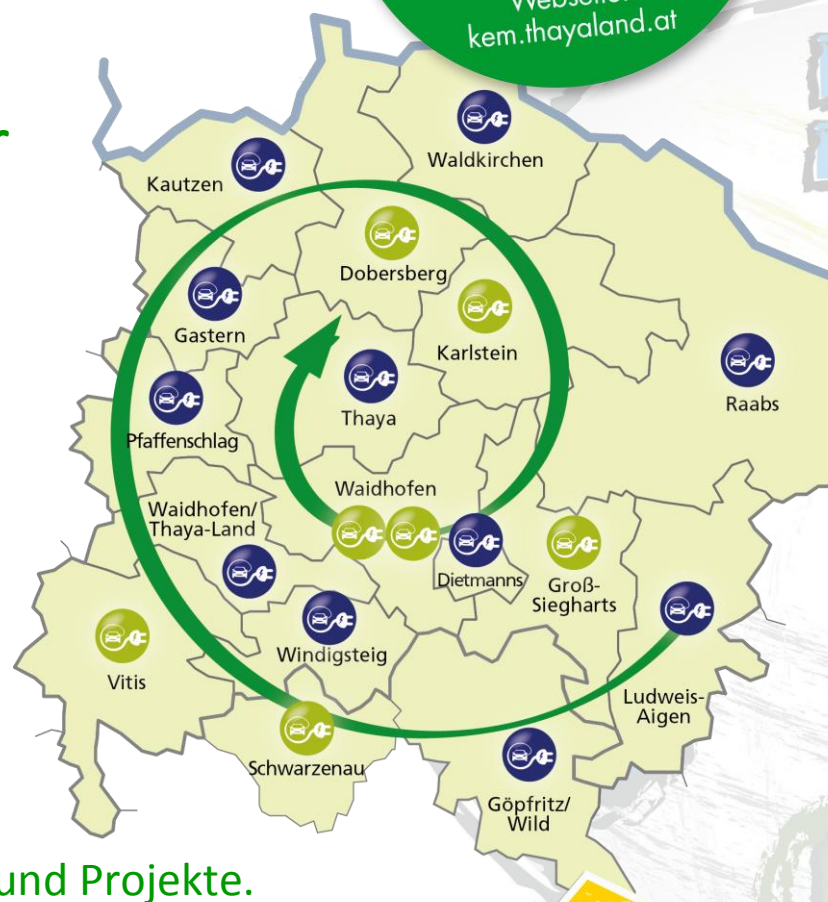 kem.thayaland.at
Waldkirchen
Kautzen
Dobersberg
Gastern
Karlstein
Raabs
Thaya
Pfaffenschlag
Waidhofen
Waidhofen/
Thaya-Land
Dietmanns
Groß-
Siegharts
Windigsteig
Vitis
Ludweis-
Aigen
Schwarzenau
Göpfritz/
Wild
und Projekte.